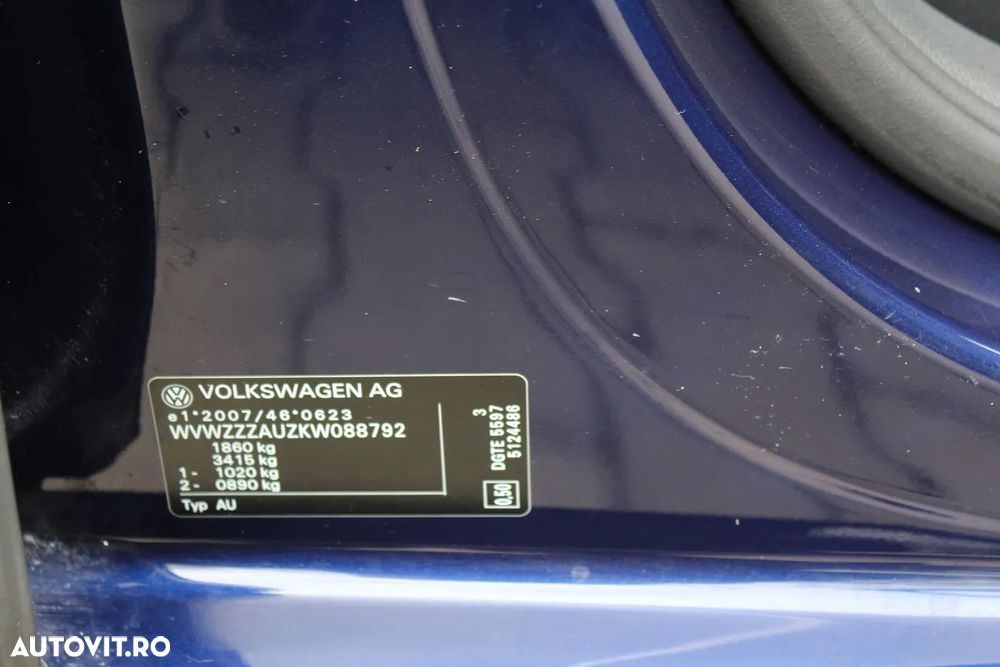 VOLKSWAGEN AG
e1*2007/46*0623
WVWZZZAUZKW088792
1860 kg
3415 kg
1- 1020 kg
2- 0890 kg
Typ AU
3
DGTE 5597
5124486
0,50
AUTOVIT.RO